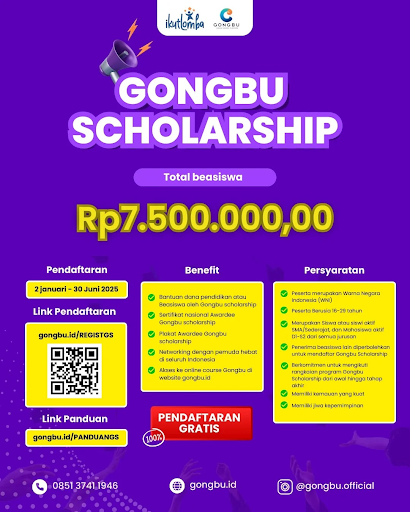 ikutlomba
GONGBU
GONGBU
SCHOLARSHIP
Total beasiswa
Rp7.500.000,00
Pendaftaran
2 januari - 30 Juni 2025
Link Pendaftaran
gongbu.id/REGISTGS
Link Panduan
gongbu.id/PANDUANGS
Benefit
Bantuan dana pendidikan atau
Beasiswa oleh Gongbu scholarship
Sertifikat nasional Awardee
Gongbu scholarship
Plakat Awardee Gongbu
scholarship
Networking dengan pemuda hebat
di seluruh Indonesia
Akses ke online course Gongbu di
website gongbu.id
PENDAFTARAN
GRATIS
100%
Persyaratan
Peserta merupakan Warna Negara
Indonesia (WNI)
Peserta Berusia 16-29 tahun
Merupakan Siswa atau siswi aktif
SMA/Sederajat, dan Mahasiswa aktif
D1-S2 dari semua jurusan
Penerima beasiswa lain diperbolehkan
untuk mendaftar Gongbu Scholarship
Berkomitmen untuk mengikuti
rangkaian program Gongbu
Scholarship dari awal hingga tahap
akhir
Memiliki kemauan yang kuat
Memiliki jiwa kepemimpinan
0851 3741 1946
gongbu.id
@gongbu.official